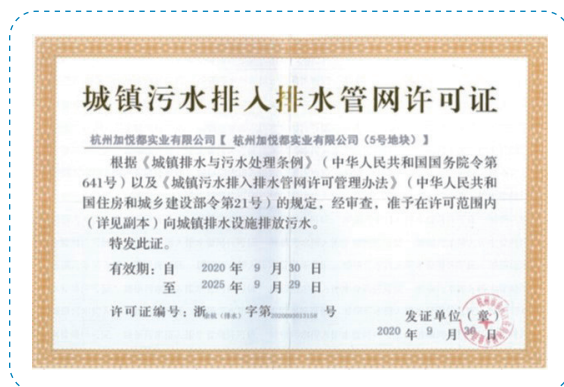 城镇污水排入排水管网许可证
杭州加悦都实业有限公司【杭州加悦都实业有限公司（5号地块）】
根据《城镇排水与污水处理条例》（中华人民共和国国务院令第
641号）以及《城镇污水排入排水管网许可管理办法》（中华人民共和
国住房和城乡建设部令第21号）的规定，经审查，准予在许可范围内
（详见副本）向城镇排水设施排放污水。
特发此证。
有效期：自 2020 年 9 月 30 日
至 2025 年 9 月 29 日
许可证编号：浙 字第 号
发证单位（章）
2020 年 9 月 30 日